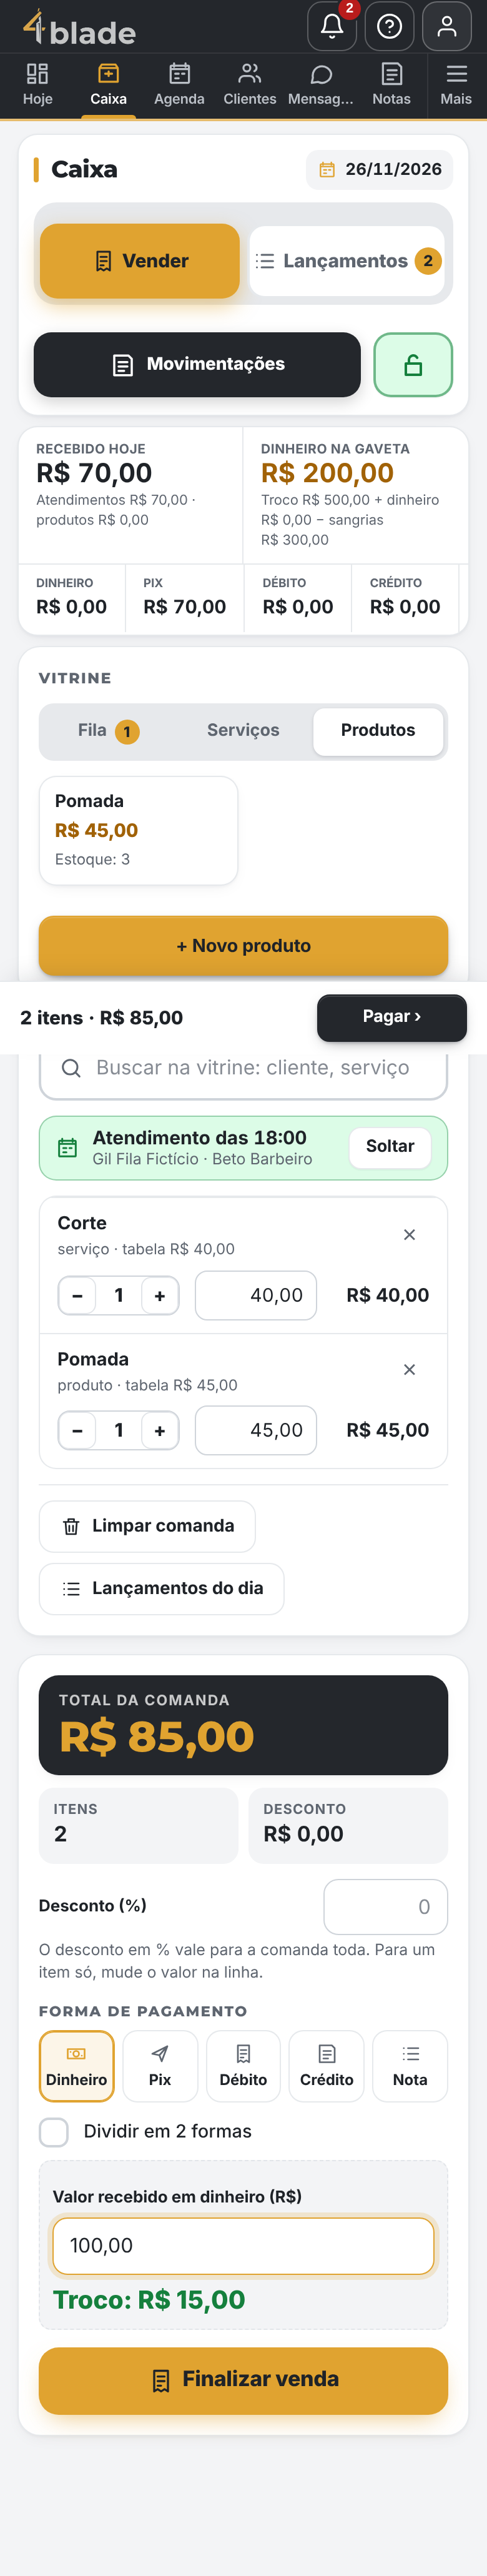 4blade
2
Hoje
Caixa
Agenda
Clientes
Mensag...
Notas
Mais
Caixa
26/11/2026
Vender
Lançamentos 2
Movimentações
RECEBIDO HOJE
R$ 70,00
Atendimentos R$ 70,00 ·
produtos R$ 0,00
DINHEIRO NA GAVETA
R$ 200,00
Troco R$ 500,00 + dinheiro
R$ 0,00 − sangrias
R$ 300,00
DINHEIRO
R$ 0,00
PIX
R$ 70,00
DÉBITO
R$ 0,00
CRÉDITO
R$ 0,00
VITRINE
Fila 1
Serviços
Produtos
Pomada
R$ 45,00
Estoque: 3
+ Novo produto
2 itens · R$ 85,00
Pagar ›
Buscar na vitrine: cliente, serviço
Atendimento das 18:00
Gil Fila Fictício · Beto Barbeiro
Soltar
Corte
×
serviço · tabela R$ 40,00
− 1 +
40,00
R$ 40,00
Pomada
×
produto · tabela R$ 45,00
− 1 +
45,00
R$ 45,00
Limpar comanda
Lançamentos do dia
TOTAL DA COMANDA
R$ 85,00
ITENS
2
DESCONTO
R$ 0,00
Desconto (%)
0
O desconto em % vale para a comanda toda. Para um
item só, mude o valor na linha.
FORMA DE PAGAMENTO
Dinheiro
Pix
Débito
Crédito
Nota
Dividir em 2 formas
Valor recebido em dinheiro (R$)
100,00
Troco: R$ 15,00
Finalizar venda